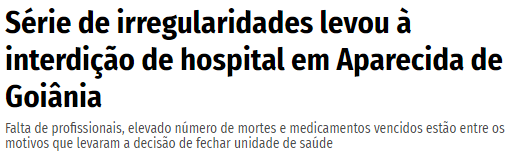 Série de irregularidades levou à
interdição de hospital em Aparecida de
Goiânia
Falta de profissionais, elevado número de mortes e medicamentos vencidos estão entre os
motivos que levaram a decisão de fechar unidade de saúde